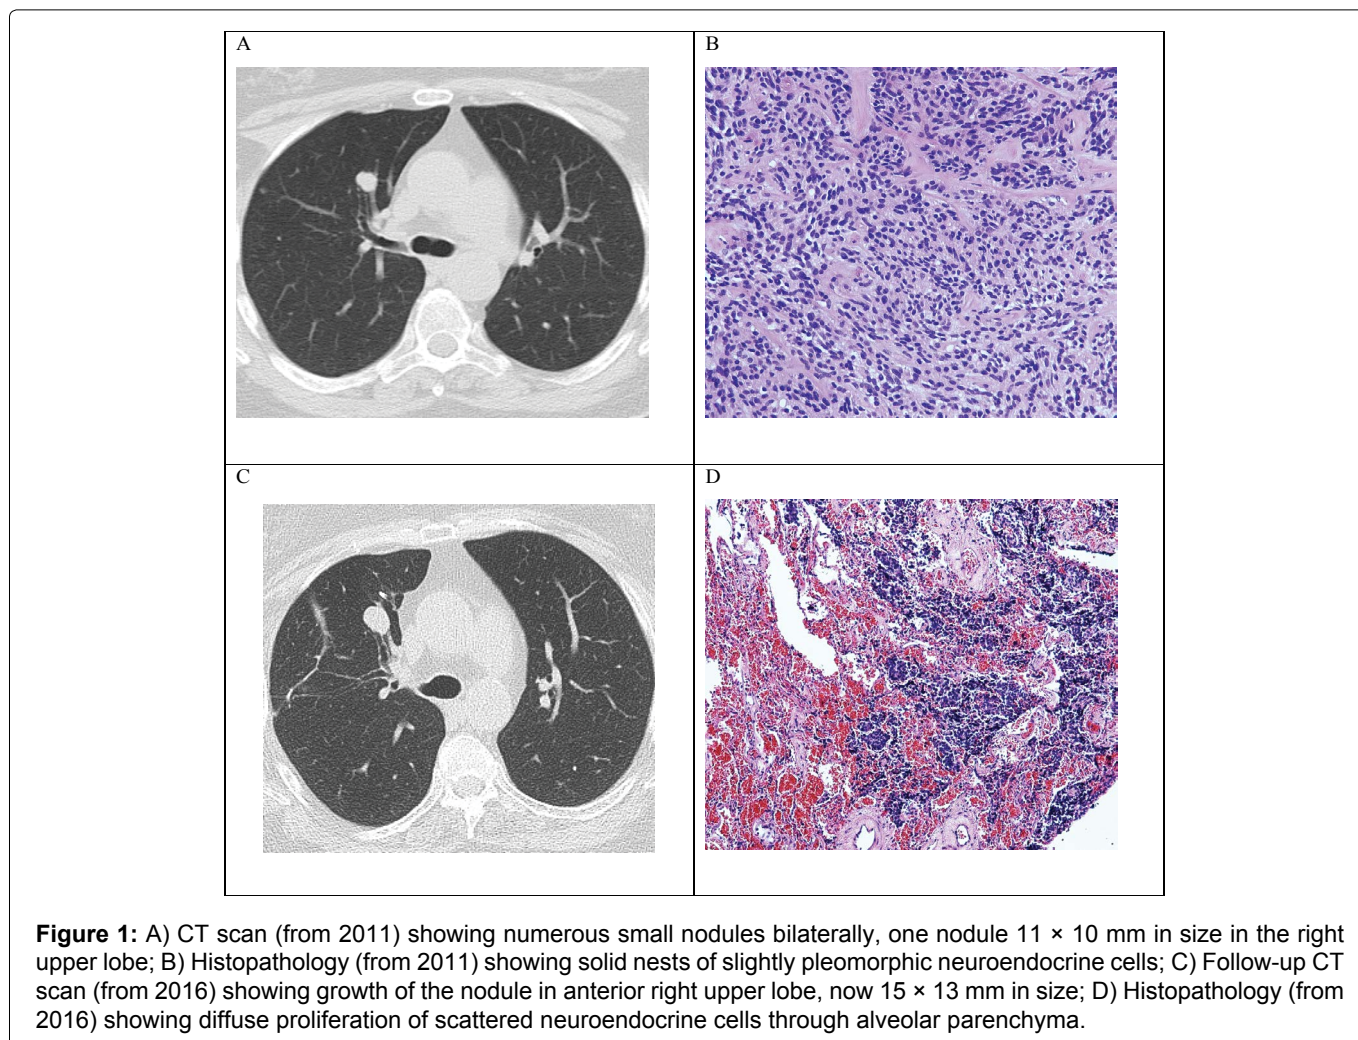 A
B
C
D
Figure 1: A) CT scan (from 2011) showing numerous small nodules bilaterally, one nodule 11 × 10 mm in size in the right
upper lobe; B) Histopathology (from 2011) showing solid nests of slightly pleomorphic neuroendocrine cells; C) Follow-up CT
scan (from 2016) showing growth of the nodule in anterior right upper lobe, now 15 × 13 mm in size; D) Histopathology (from
2016) showing diffuse proliferation of scattered neuroendocrine cells through alveolar parenchyma.